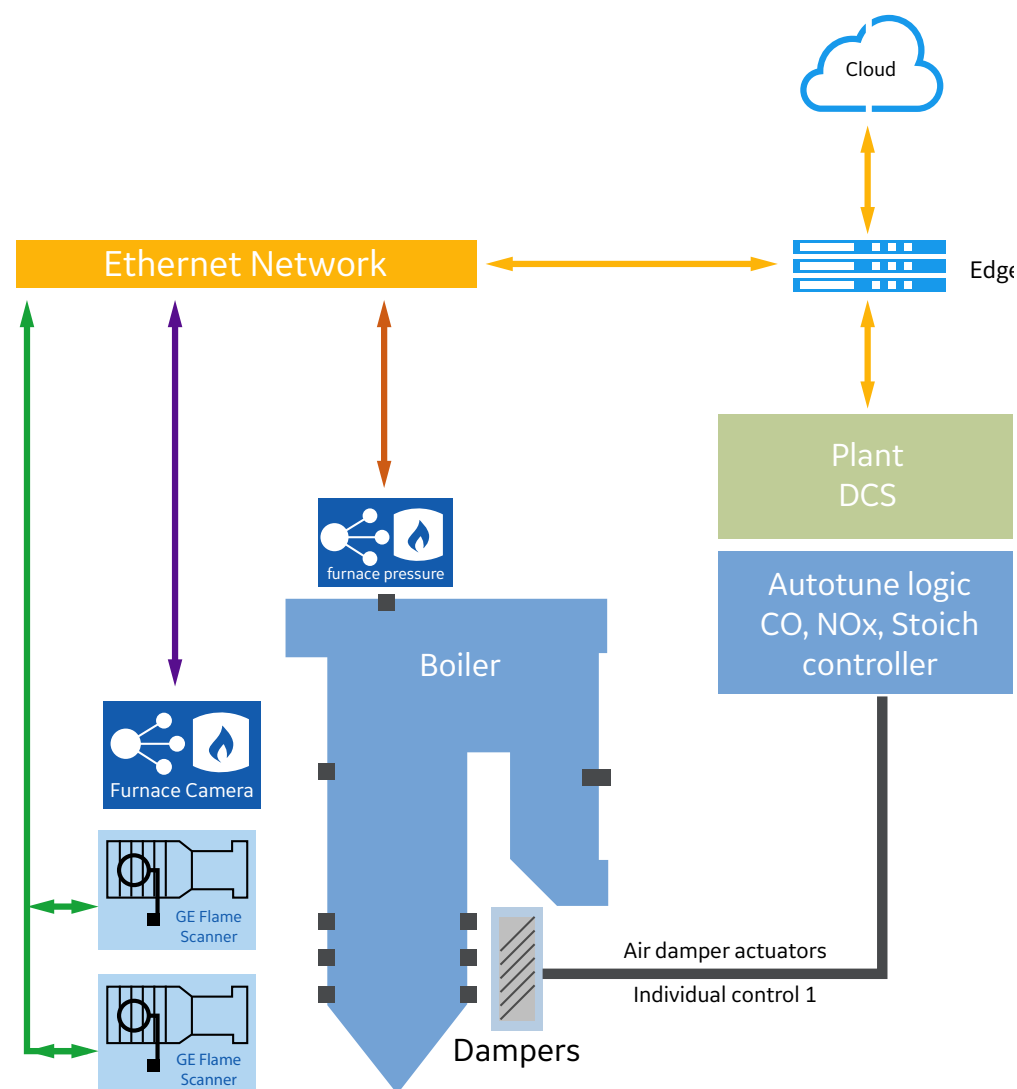 Cloud
Ethernet Network
Edge
Plant
DCS
furnace pressure
Autotune logic
CO, NOx, Stoich
controller
Boiler
Furnace Camera
GE Flame
Scanner
Air damper actuators
Individual control 1
Dampers
GE Flame
Scanner